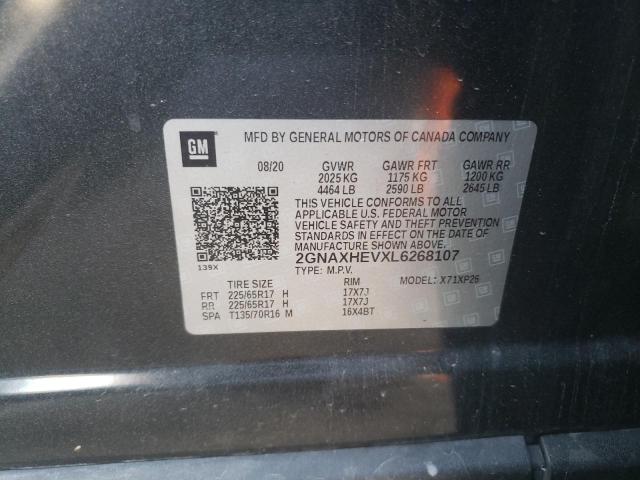 GM
MFD BY GENERAL MOTORS OF CANADA COMPANY
08/20 GVWR GAWR FRT GAWR RR
2025 KG 1175 KG 1200 KG
4464 LB 2590 LB 2645 LB
THIS VEHICLE CONFORMS TO ALL
APPLICABLE U.S. FEDERAL MOTOR
VEHICLE SAFETY AND THEFT PREVENTION
STANDARDS IN EFFECT ON THE DATE OF
MANUFACTURE SHOWN ABOVE.
139X 2GNAXHEVXL6268107
TYPE: M.P.V. MODEL: X71XP26
TIRE SIZE RIM
FRT 225/65R17 H 17X7J
RR 225/65R17 H 17X7J
SPA T135/70R16 M 16X4BT